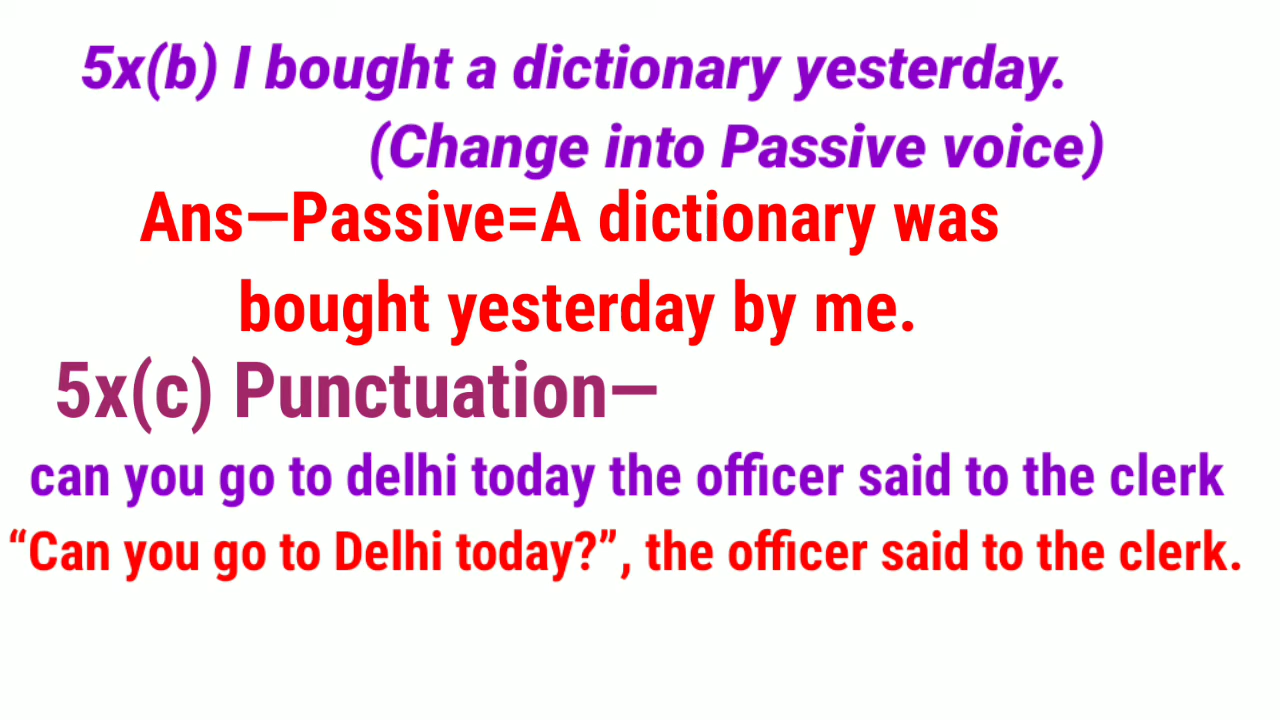 5x(b) I bought a dictionary yesterday.
(Change into Passive voice)
Ans—Passive=A dictionary was
bought yesterday by me.
5x(c) Punctuation—
can you go to delhi today the officer said to the clerk
“Can you go to Delhi today?”, the officer said to the clerk.